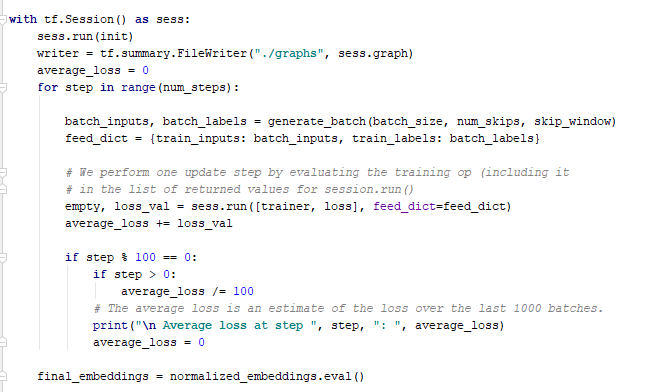 with tf.Session() as sess:
    sess.run(init)
    writer = tf.summary.FileWriter("./graphs", sess.graph)
    average_loss = 0
    for step in range(num_steps):

        batch_inputs, batch_labels = generate_batch(batch_size, num_skips, skip_window)
        feed_dict = {train_inputs: batch_inputs, train_labels: batch_labels}

        # We perform one update step by evaluating the training op (including it
        # in the list of returned values for session.run()
        empty, loss_val = sess.run([trainer, loss], feed_dict=feed_dict)
        average_loss += loss_val

        if step % 100 == 0:
            if step > 0:
                average_loss /= 100
            # The average loss is an estimate of the loss over the last 1000 batches.
            print("\n Average loss at step ", step, ": ", average_loss)
            average_loss = 0

    final_embeddings = normalized_embeddings.eval()